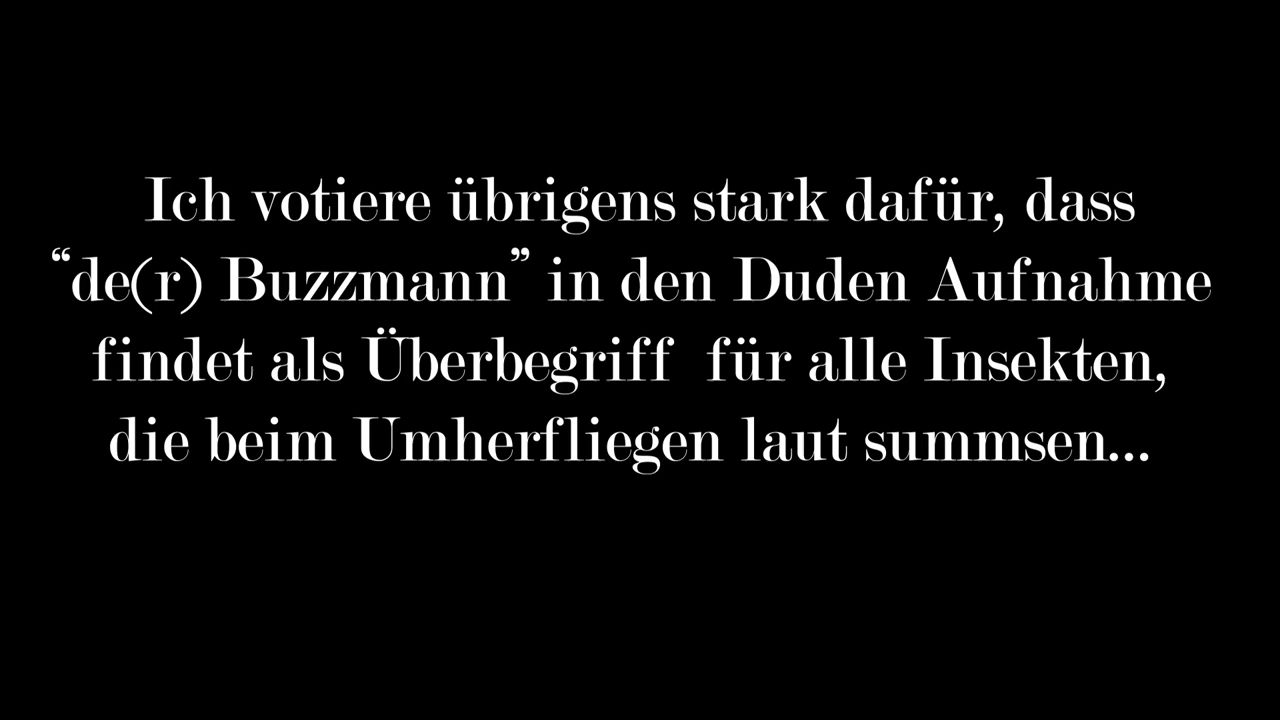 Ich votiere übrigens stark dafür, dass
“de(r) Buzzmann” in den Duden Aufnahme
findet als Überbegriff für alle Insekten,
die beim Umherfliegen laut summsen...